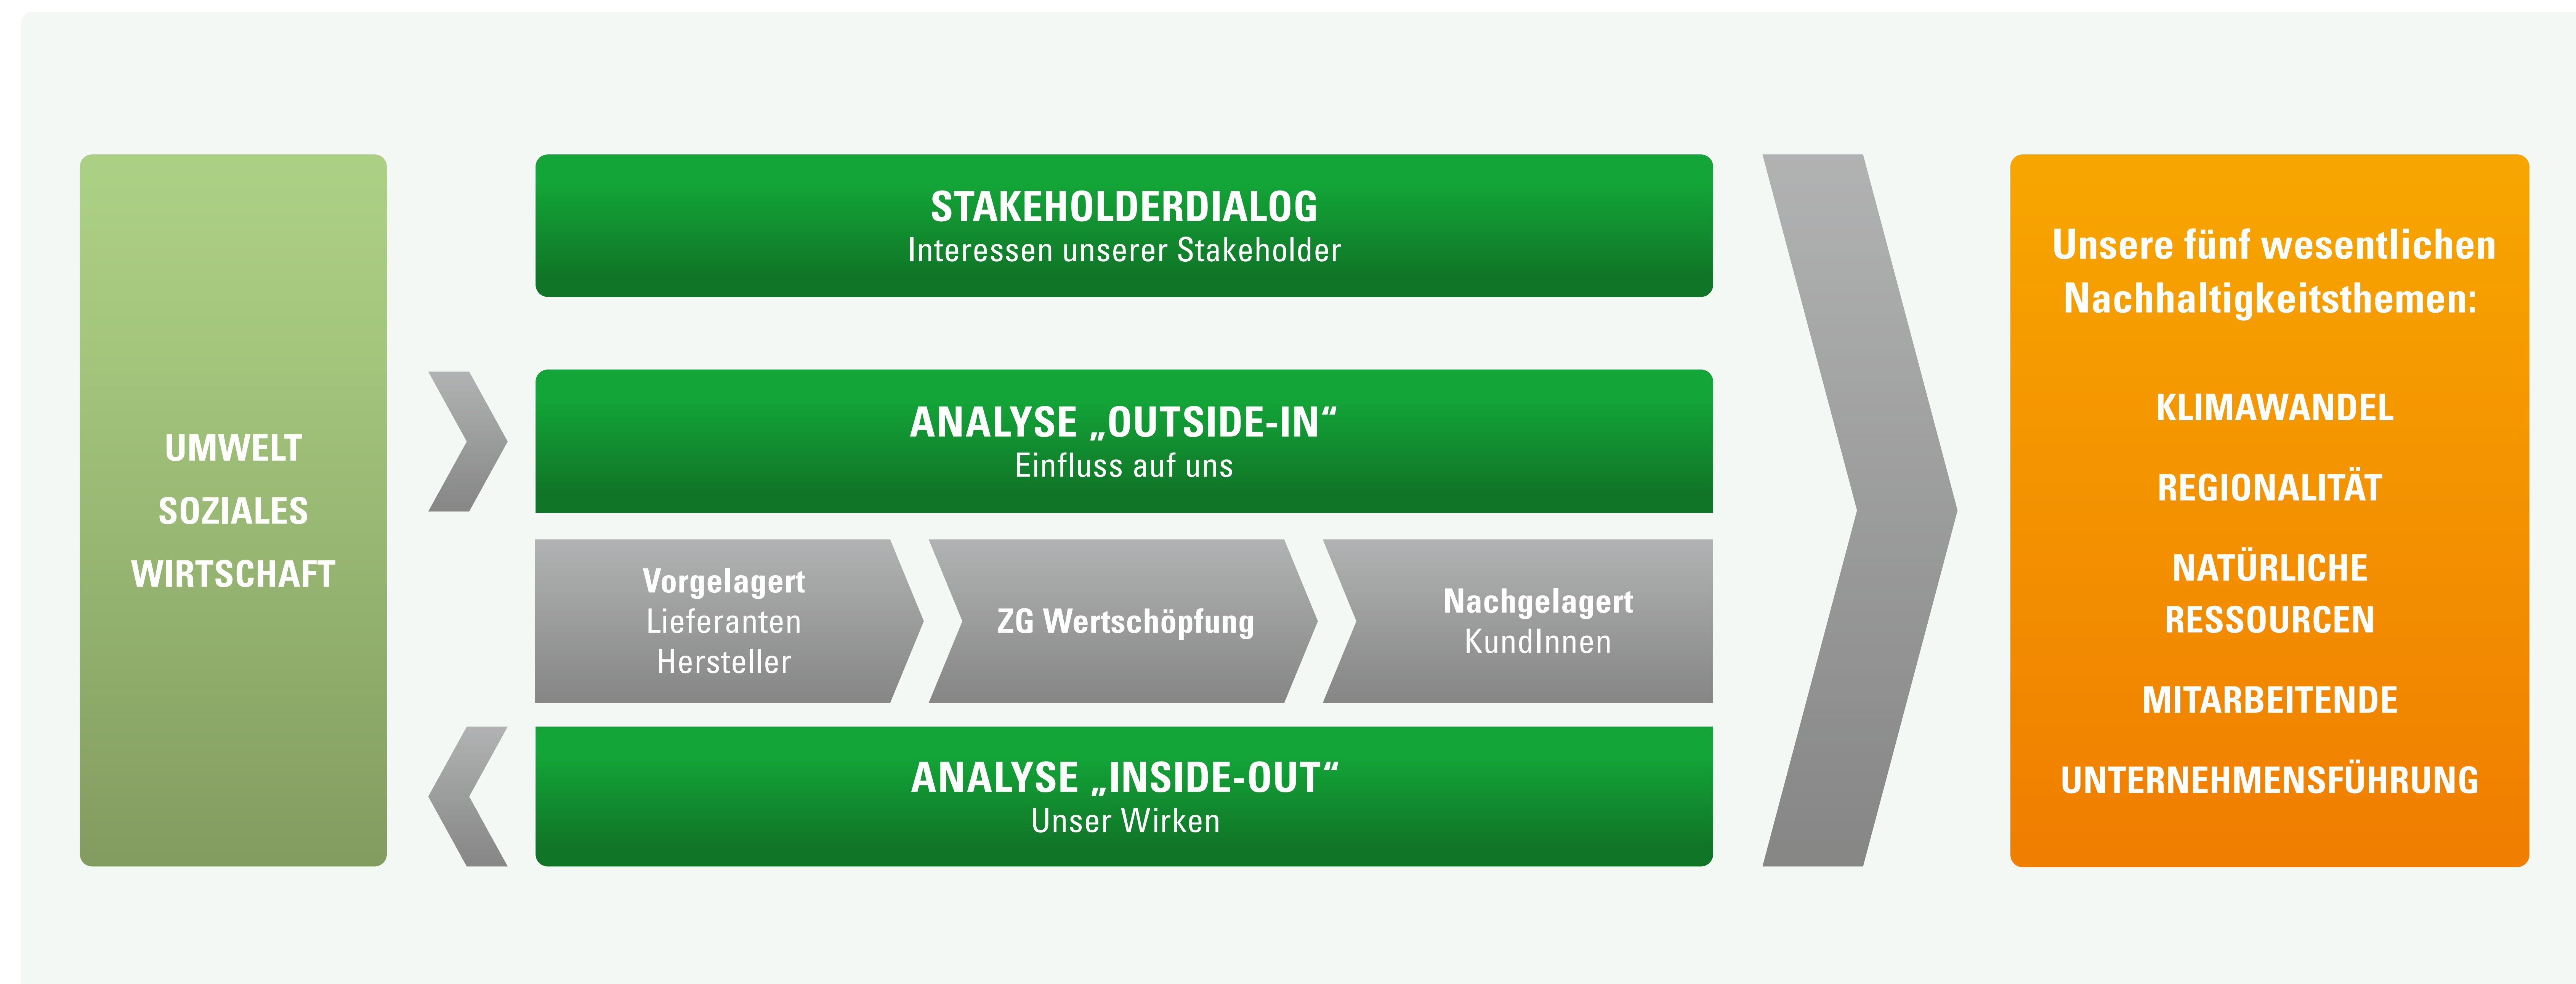 UMWELT
SOZIALES
WIRTSCHAFT
STAKEHOLDERDIALOG
Interessen unserer Stakeholder
ANALYSE „OUTSIDE-IN“
Einfluss auf uns
Vorgelagert
Lieferanten
Hersteller
ZG Wertschöpfung
Nachgelagert
KundInnen
ANALYSE „INSIDE-OUT“
Unser Wirken
Unsere fünf wesentlichen
Nachhaltigkeitsthemen:
KLIMAWANDEL
REGIONALITÄT
NATÜRLICHE
RESSOURCEN
MITARBEITENDE
UNTERNEHMENSFÜHRUNG